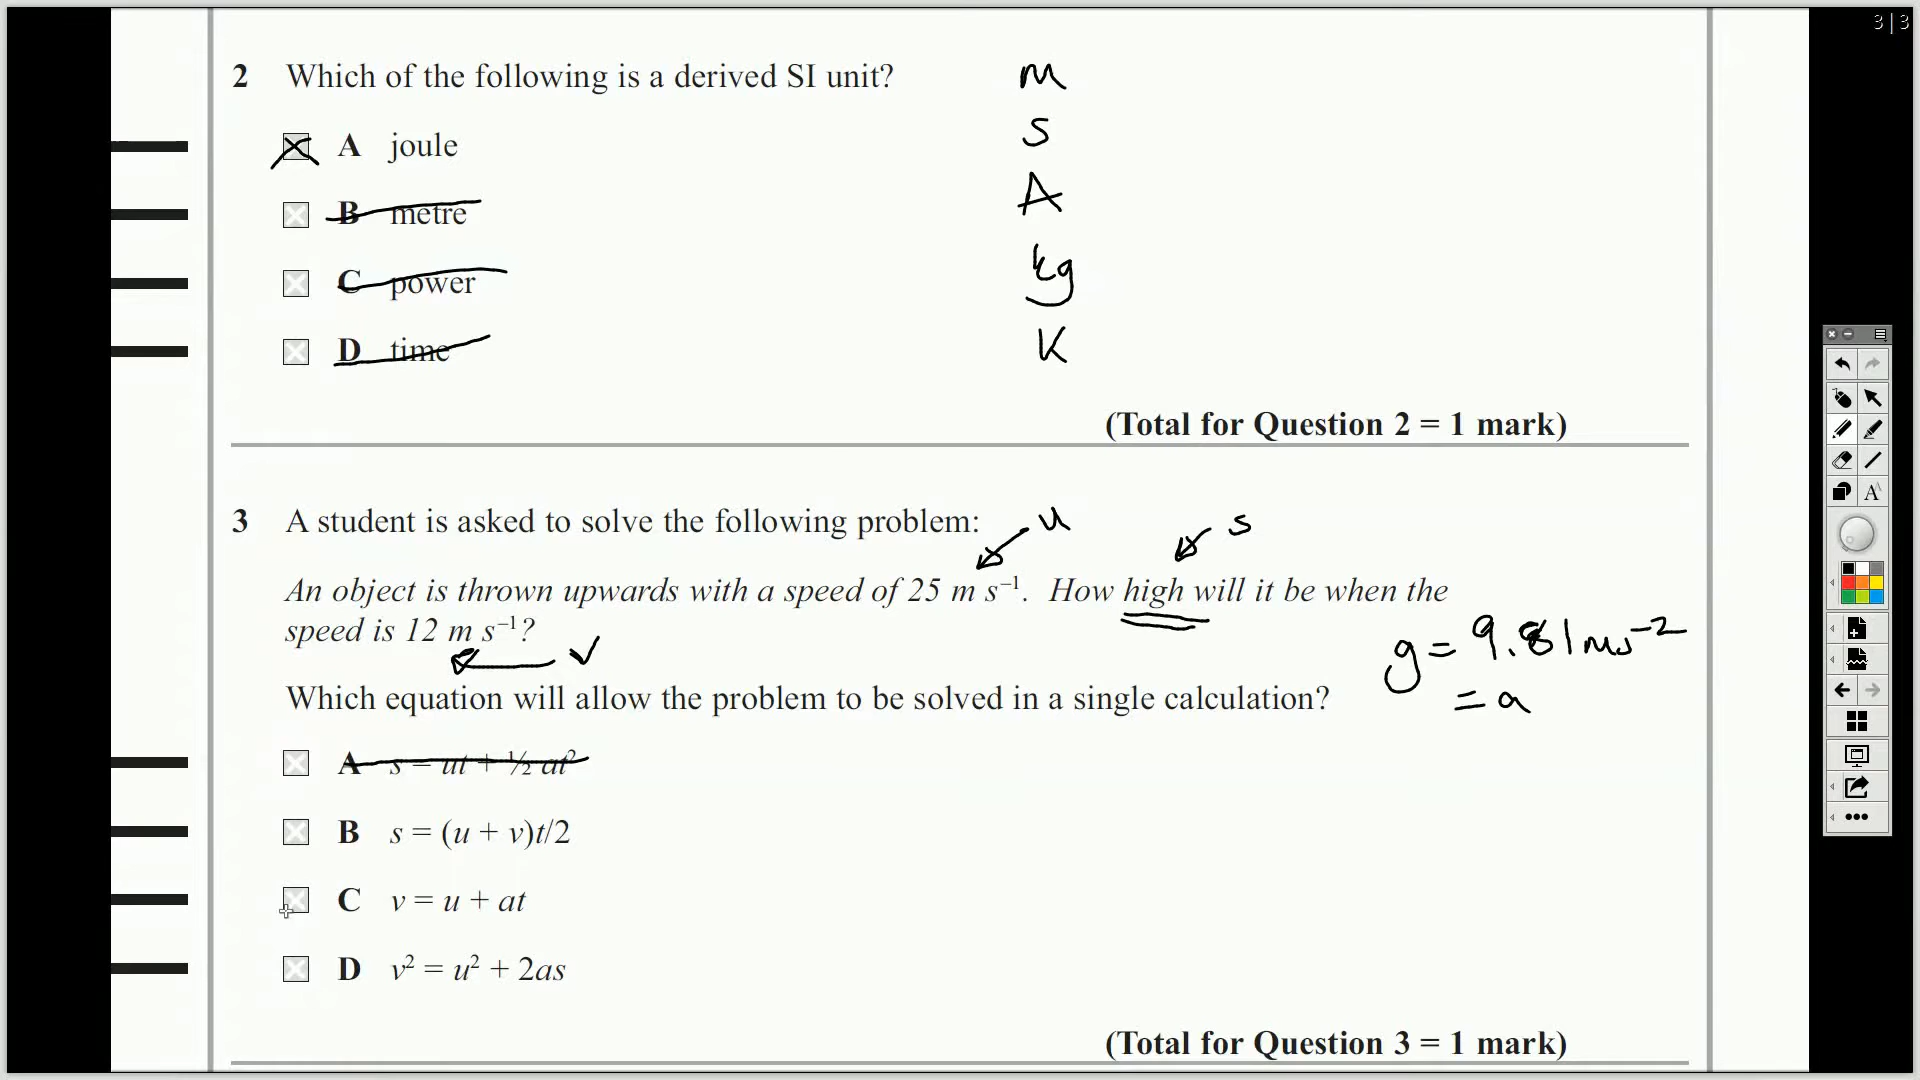 3 | 3
2 Which of the following is a derived SI unit?
m
A joule
s
B metre
A
C power
kg
D time
K
(Total for Question 2 = 1 mark)
3 A student is asked to solve the following problem:
u
s
An object is thrown upwards with a speed of 25 m s⁻¹. How high will it be when the
speed is 12 m s⁻¹?
v
g = 9.81ms⁻²
= a
Which equation will allow the problem to be solved in a single calculation?
A s = ut + ½ at²
B s = (u + v)t/2
C v = u + at
D v² = u² + 2as
(Total for Question 3 = 1 mark)